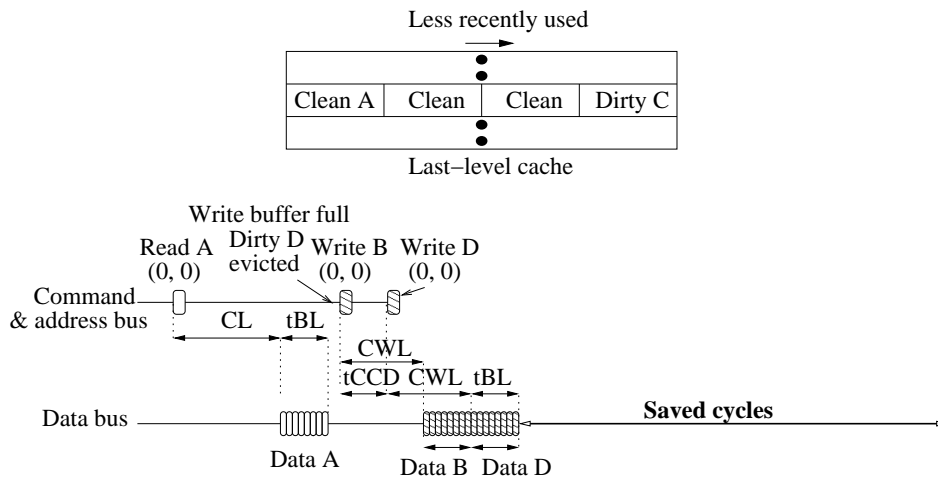 Less recently used
Clean A Clean Clean Dirty C
Last−level cache
Write buffer full
Dirty D
evicted
Read A
(0, 0)
Write B
(0, 0)
Write D
(0, 0)
Command
& address bus
CL tBL
CWL
tCCD CWL tBL
Data bus
Saved cycles
Data A
Data B Data D